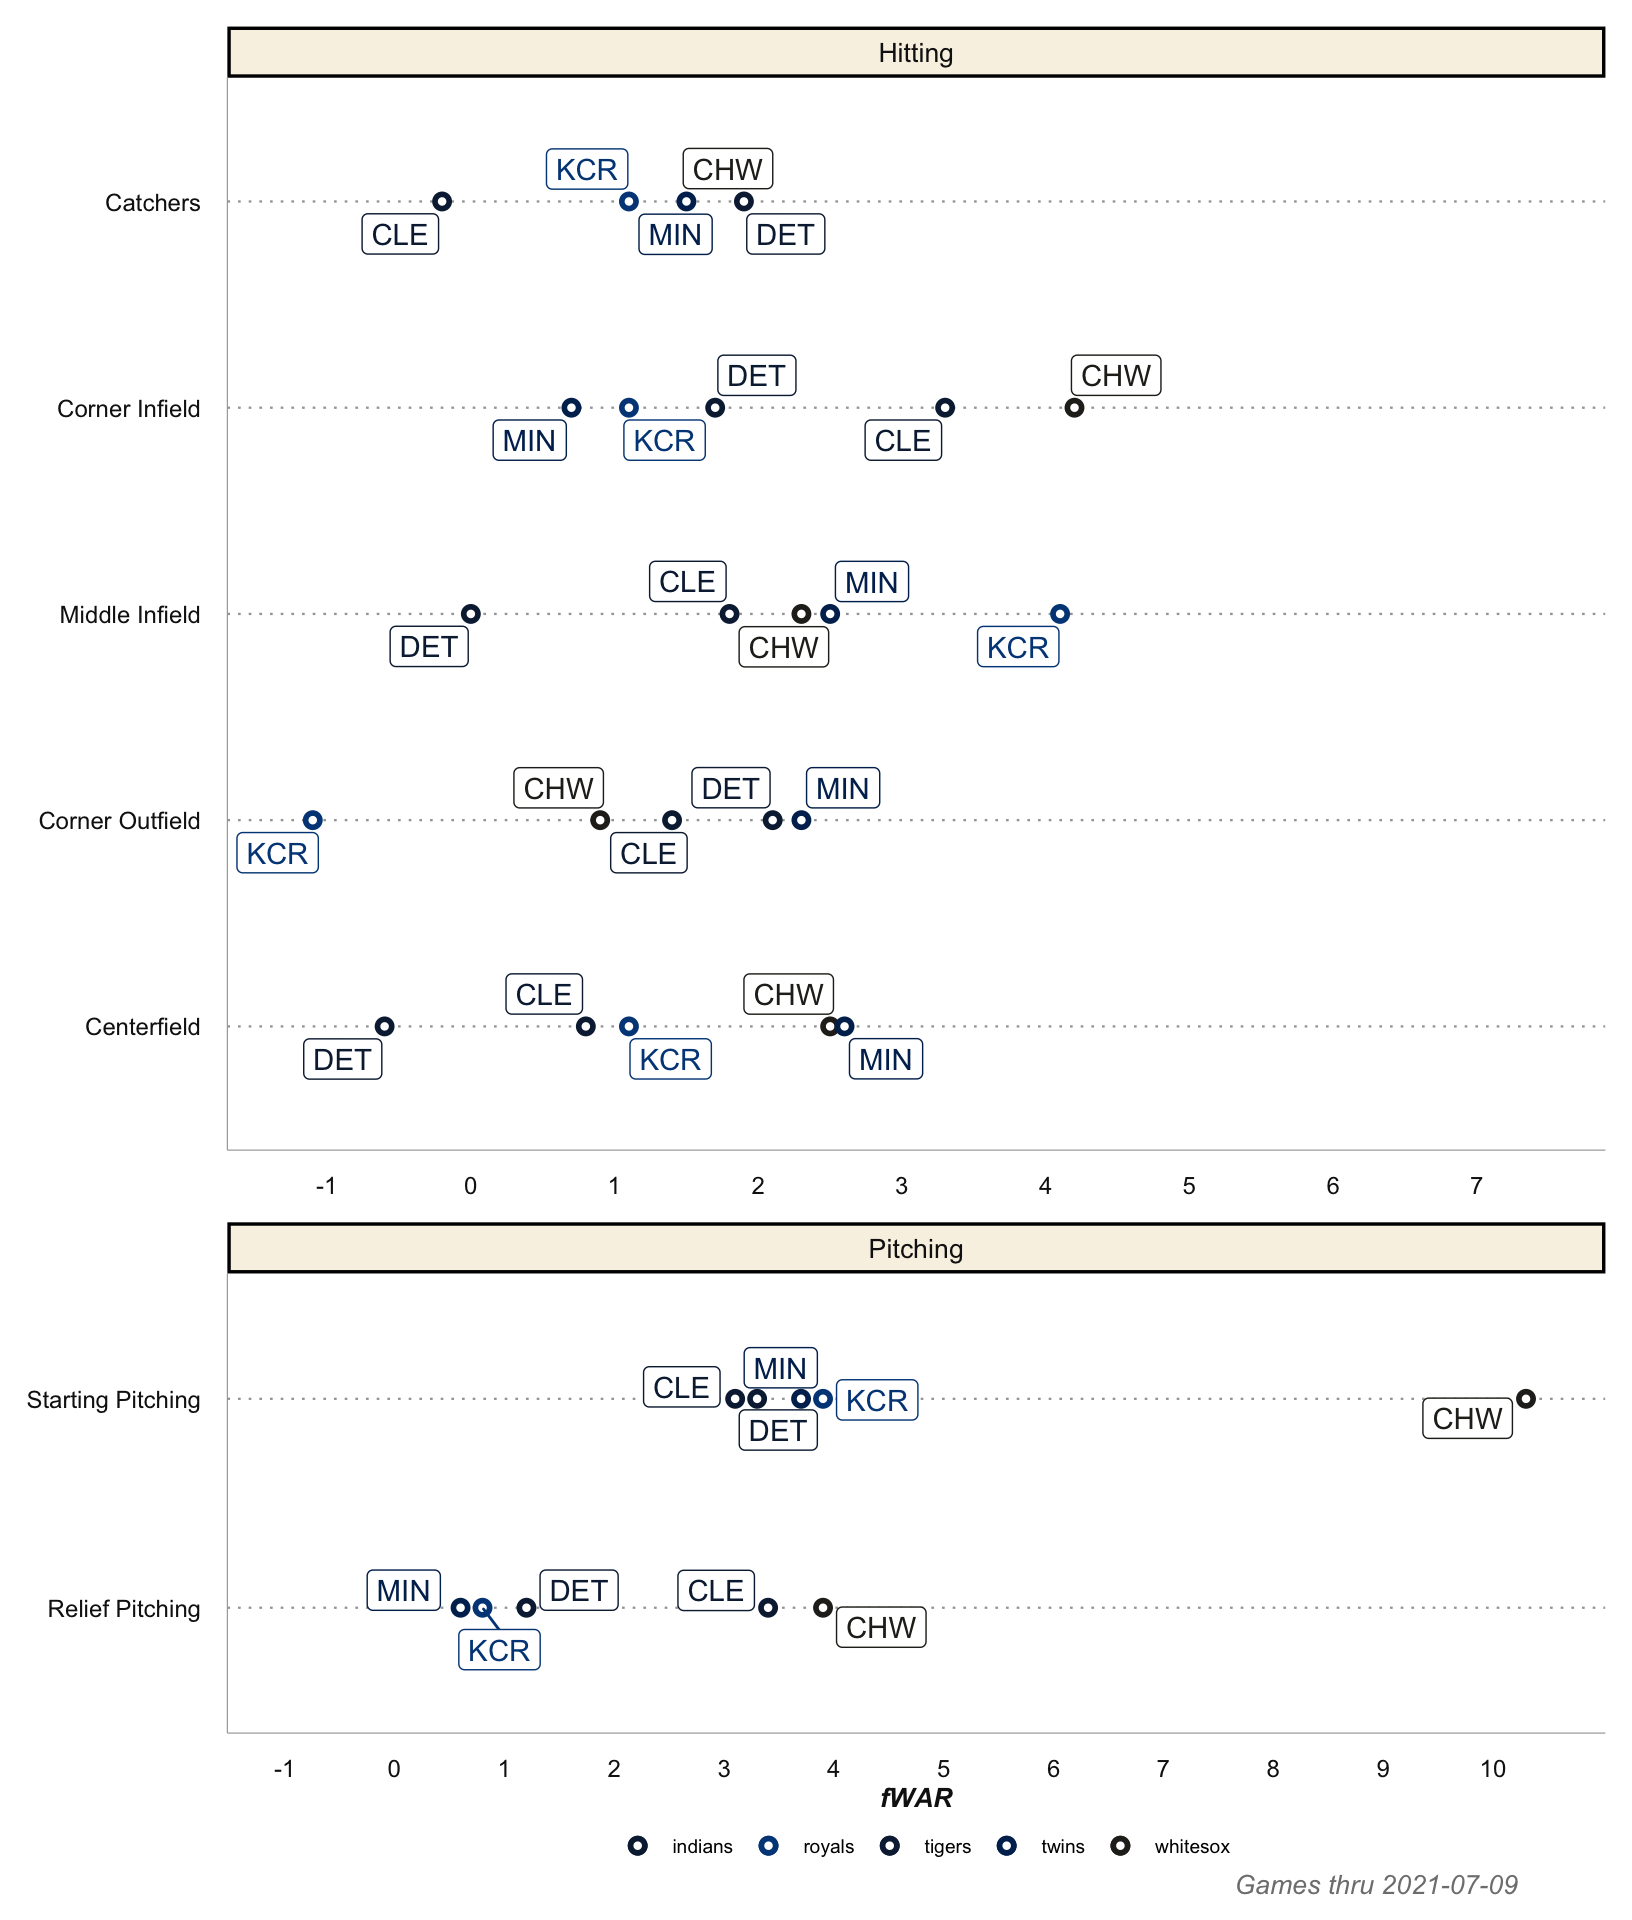 Hitting
KCR CHW
Catchers
CLE MIN DET
DET CHW
Corner Infield
MIN KCR CLE
CLE MIN
Middle Infield
DET CHW KCR
CHW DET MIN
Corner Outfield
KCR CLE
CLE CHW
Centerfield
DET KCR MIN
-1 0 1 2 3 4 5 6 7
Pitching
MIN
CLE
Starting Pitching
KCR
CHW
DET
MIN DET CLE
Relief Pitching
CHW
KCR
-1 0 1 2 3 4 5 6 7 8 9 10
fWAR
indians royals tigers twins whitesox
Games thru 2021-07-09